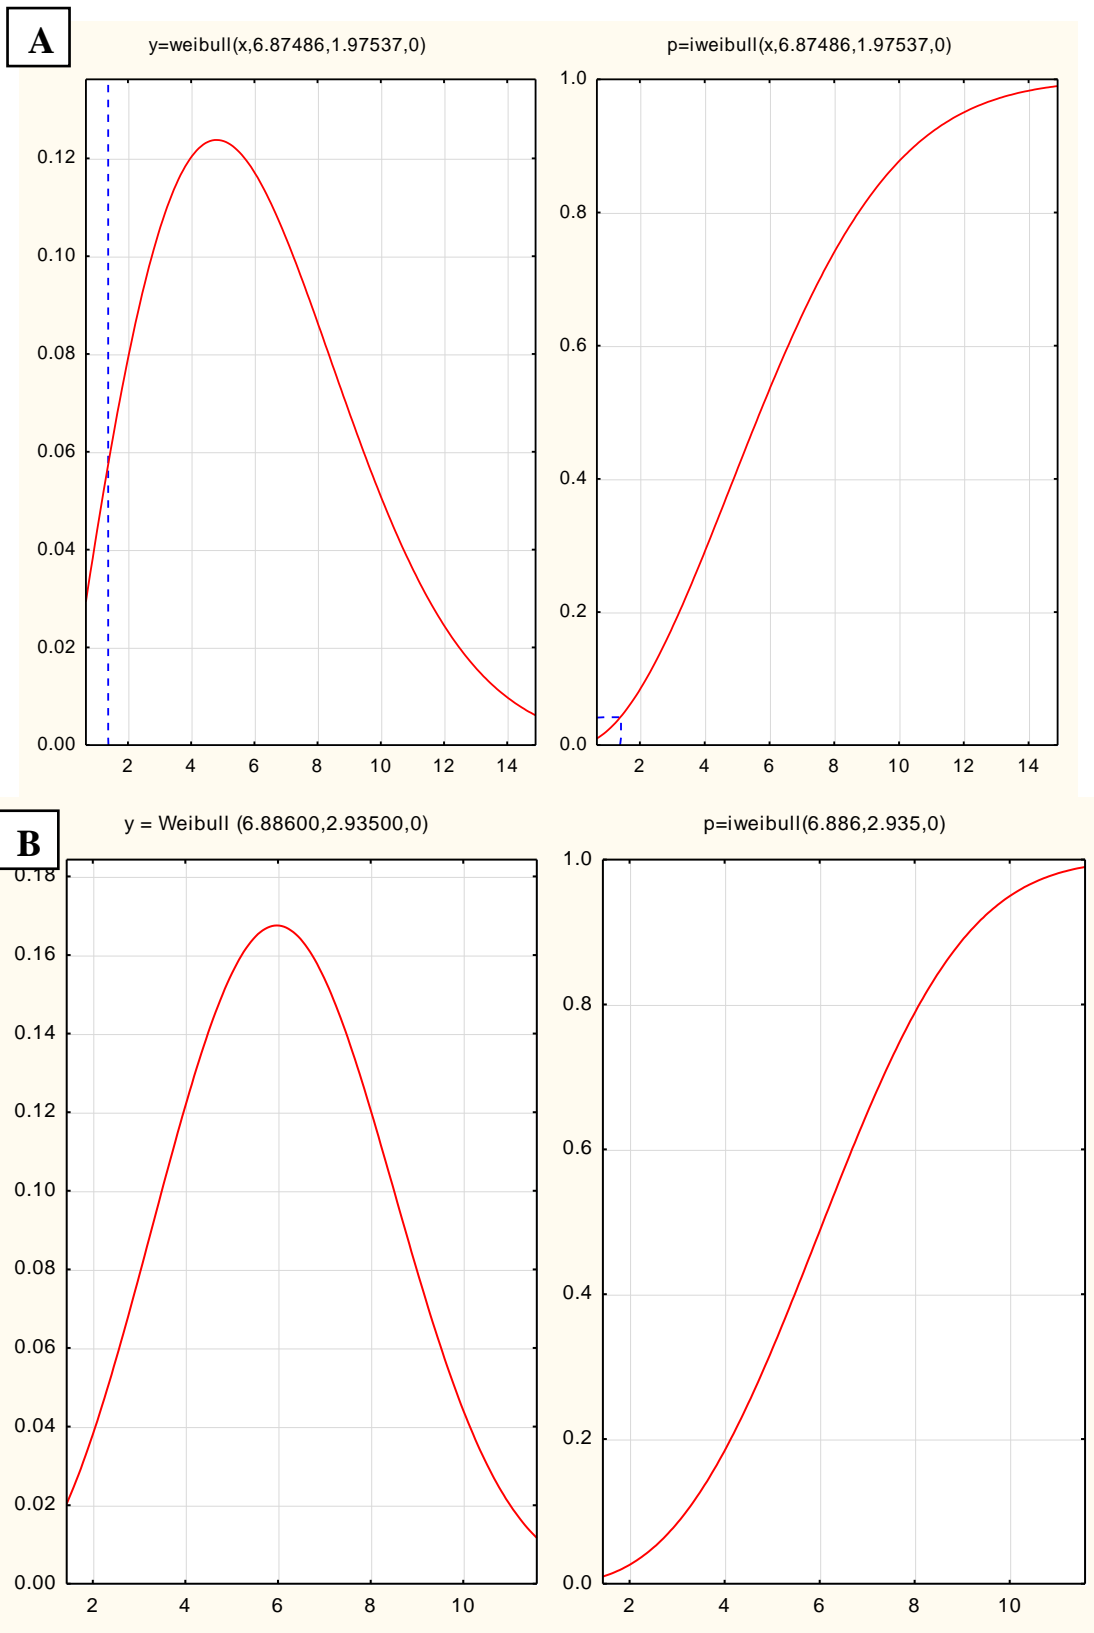 A
y=weibull(x,6.87486,1.97537,0)
0.12
0.10
0.08
0.06
0.04
0.02
0.00
2 4 6 8 10 12 14
p=iweibull(x,6.87486,1.97537,0)
1.0
0.8
0.6
0.4
0.2
0.0
2 4 6 8 10 12 14
B
y = Weibull (6.88600,2.93500,0)
0.18
0.16
0.14
0.12
0.10
0.08
0.06
0.04
0.02
0.00
2 4 6 8 10
p=iweibull(6.886,2.935,0)
1.0
0.8
0.6
0.4
0.2
0.0
2 4 6 8 10